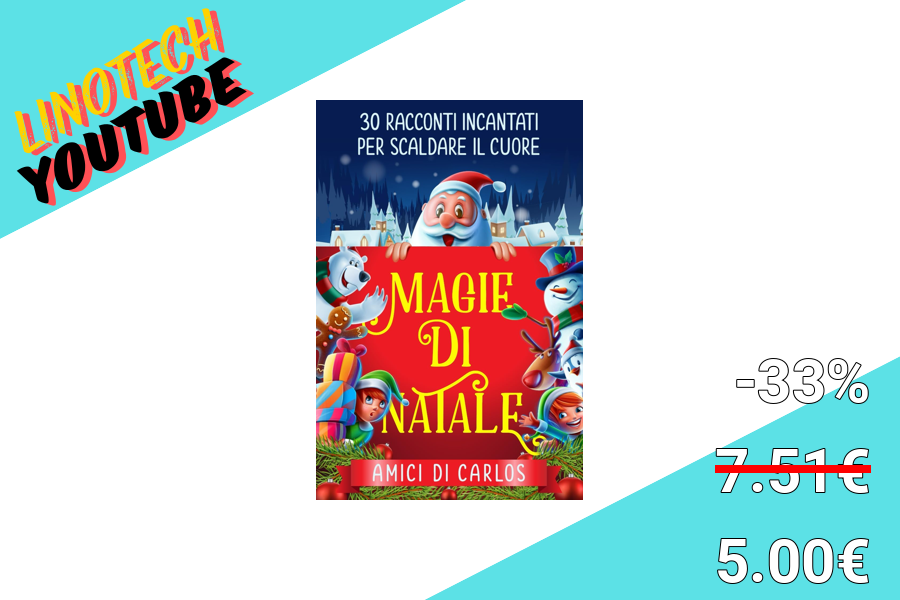 LINOTECH
YOUTUBE
30 RACCONTI INCANTATI
PER SCALDARE IL CUORE
MAGIE
DI
NATALE
AMICI DI CARLOS
-33%
7.51€
5.00€